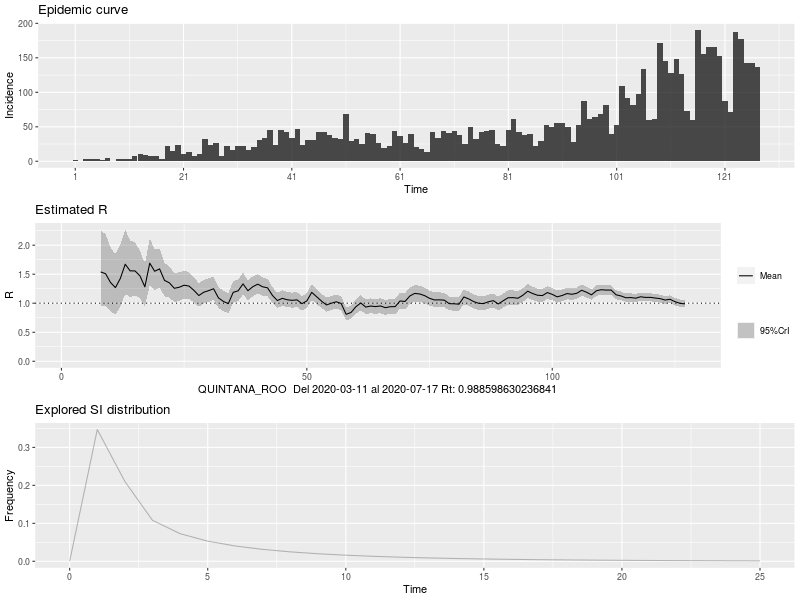 Epidemic curve
200
150
100
50
0
Incidence
1 21 41 61 81 101 121
Time
Estimated R
2.0
1.5
1.0
0.5
0.0
R
Mean
95%CrI
0 50 100
QUINTANA_ROO Del 2020-03-11 al 2020-07-17 Rt: 0.988598630236841
Explored SI distribution
0.3
0.2
0.1
0.0
Frequency
0 5 10 15 20 25
Time